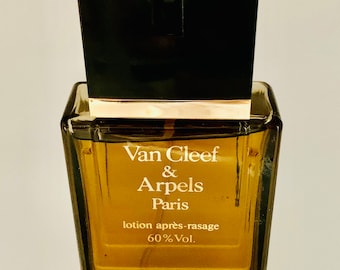 Van Cleef
&
Arpels
Paris
lotion après-rasage
60% Vol.